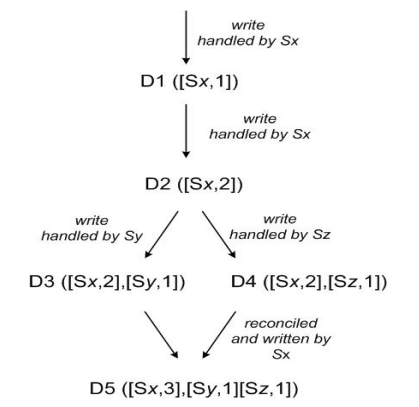 write
handled by Sx
D1 ([Sx,1])
write
handled by Sx
D2 ([Sx,2])
write
handled by Sy
write
handled by Sz
D3 ([Sx,2],[Sy,1])
D4 ([Sx,2],[Sz,1])
reconciled
and written by
Sx
D5 ([Sx,3],[Sy,1][Sz,1])